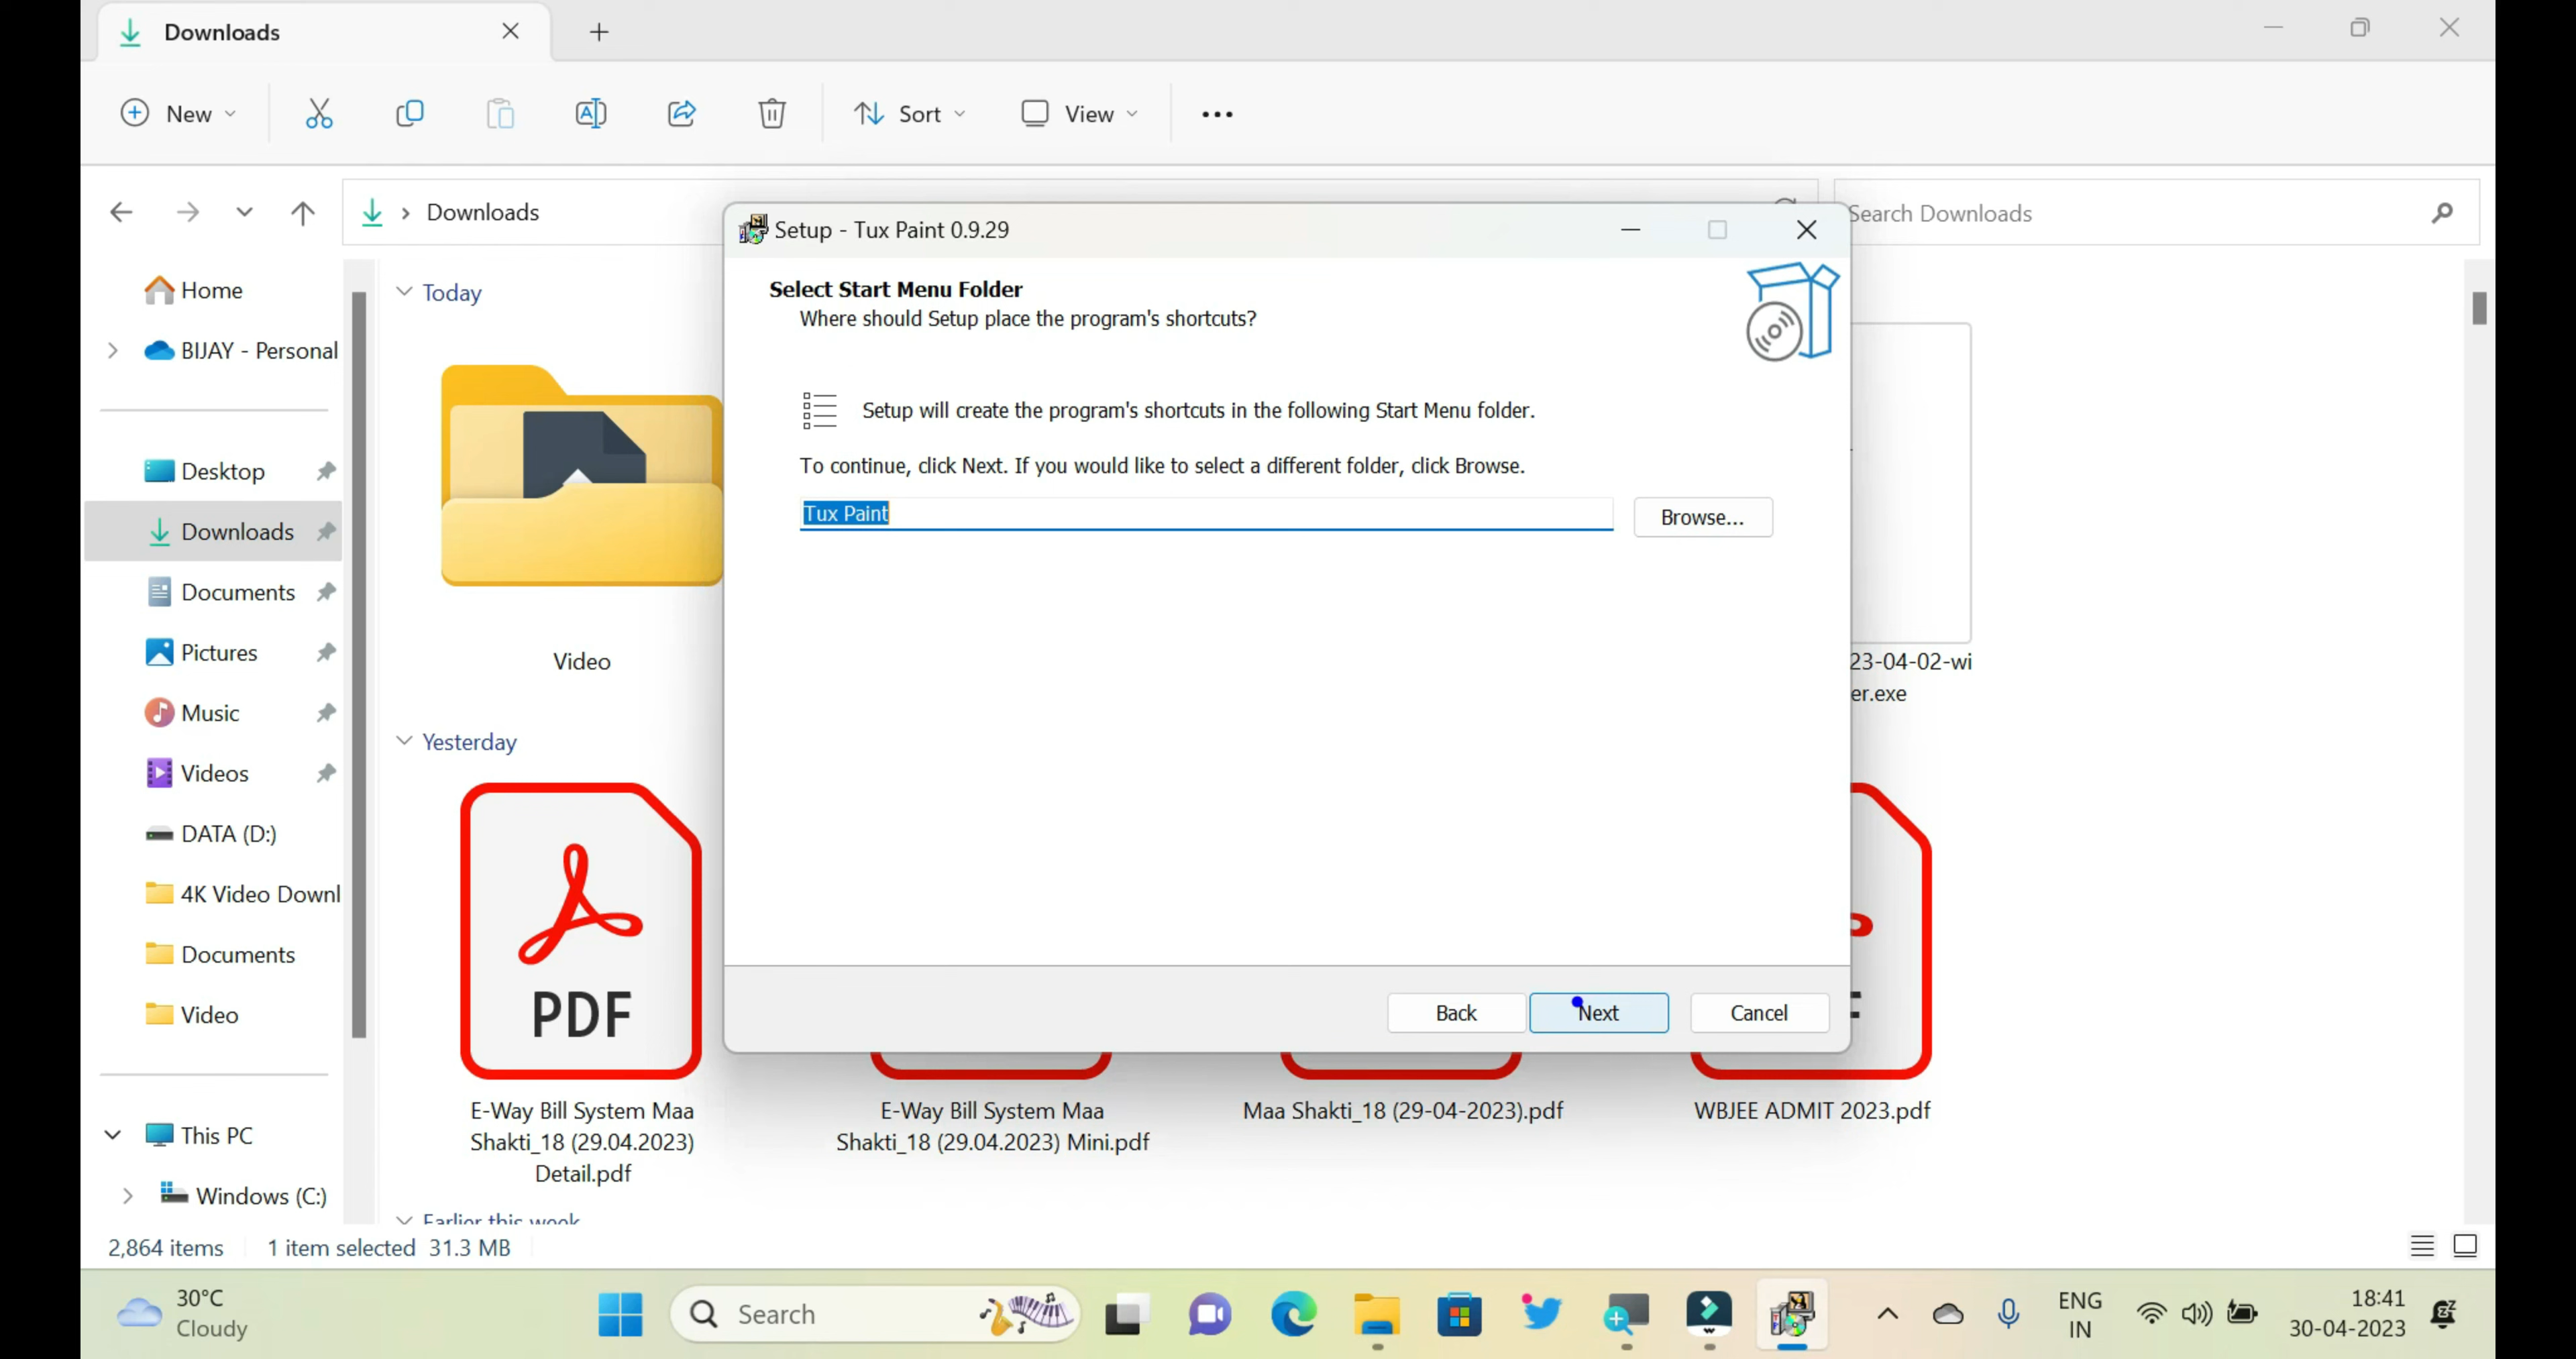 Downloads
New
Sort
View
Downloads
Search Downloads
Setup - Tux Paint 0.9.29
Select Start Menu Folder
Where should Setup place the program's shortcuts?
Setup will create the program's shortcuts in the following Start Menu folder.
To continue, click Next. If you would like to select a different folder, click Browse.
Tux Paint
Browse...
Back
Next
Cancel
Home
BIJAY - Personal
Desktop
Downloads
Documents
Pictures
Music
Videos
DATA (D:)
4K Video Downl
Documents
Video
This PC
Windows (C:)
Today
Video
23-04-02-wi
er.exe
Yesterday
PDF
E-Way Bill System Maa
Shakti_18 (29.04.2023)
Detail.pdf
E-Way Bill System Maa
Shakti_18 (29.04.2023) Mini.pdf
Maa Shakti_18 (29-04-2023).pdf
WBJEE ADMIT 2023.pdf
Earlier this week
2,864 items
1 item selected 31.3 MB
30°C
Cloudy
Search
ENG
IN
18:41
30-04-2023